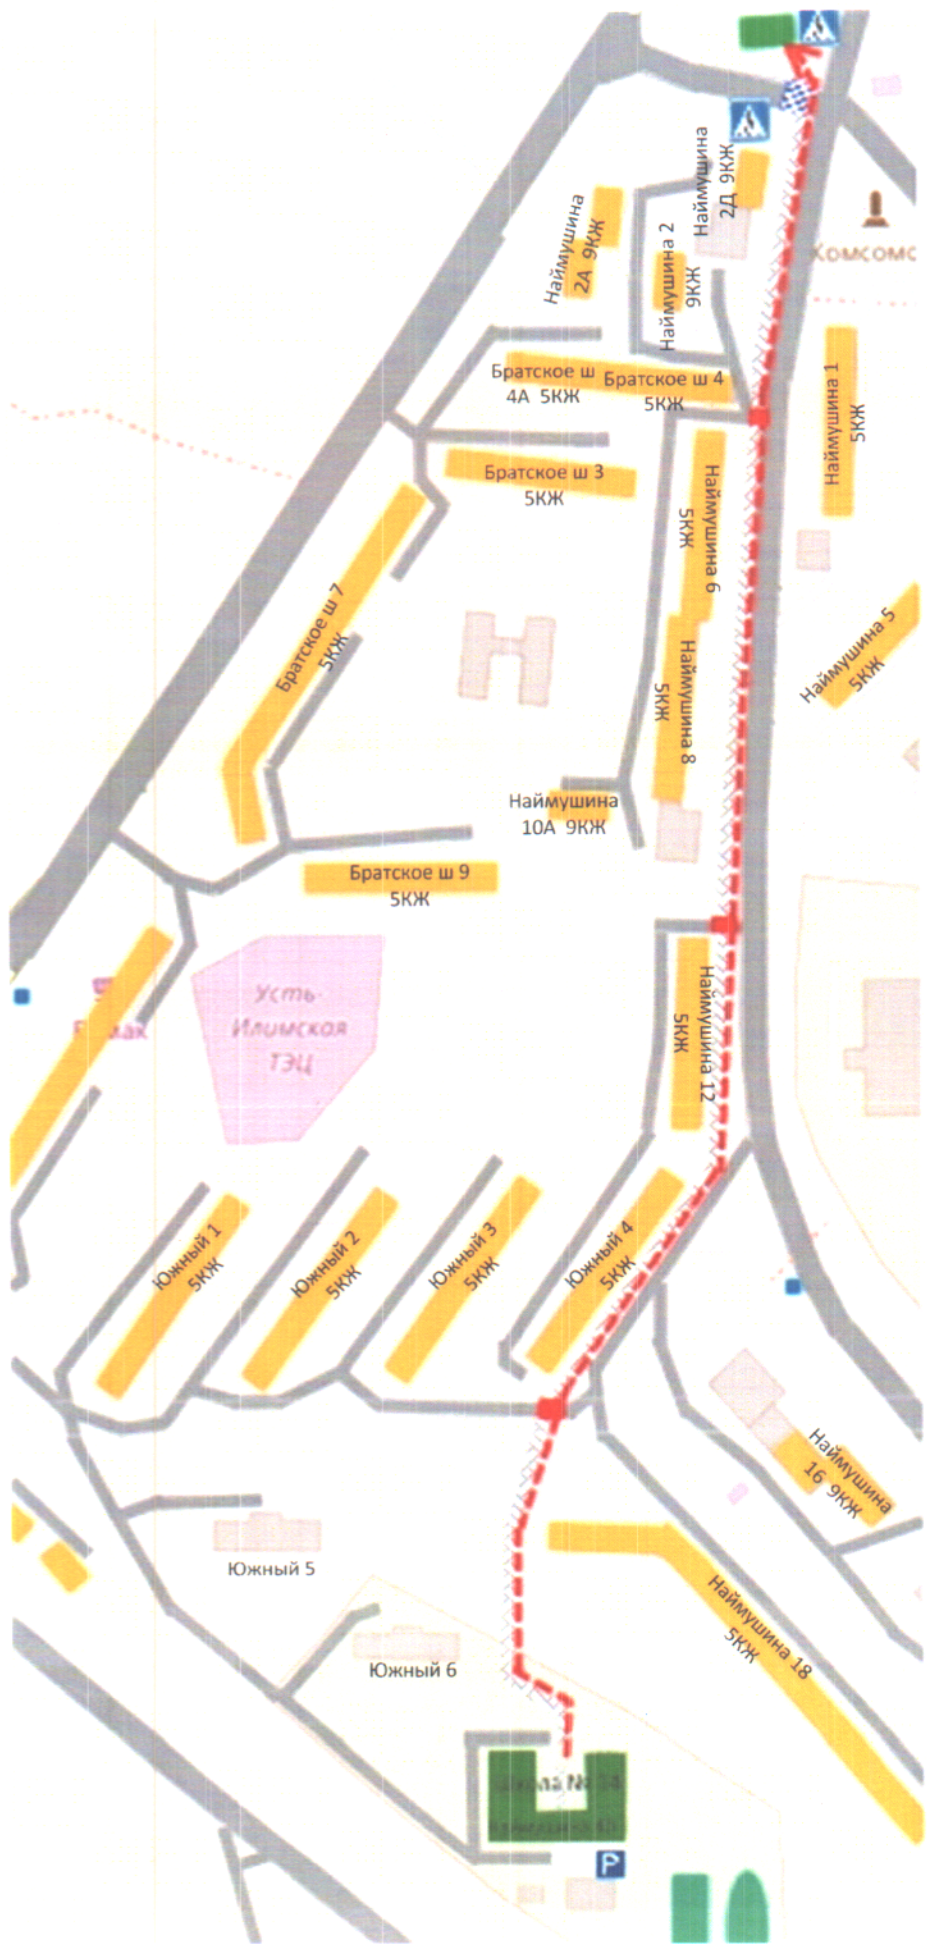 Наймушина
2Д 9КЖ
Наймушина
2А 9КЖ
Наймушина 2
9КЖ
Братское ш
4А 5КЖ
Братское ш 4
5КЖ
Наймушина 1
5КЖ
Братское ш 3
5КЖ
Наймушина 6
5КЖ
Братское ш 7
5КЖ
Наймушина 5
5КЖ
Наймушина 8
5КЖ
Наймушина
10А 9КЖ
Братское ш 9
5КЖ
Усть-
Илимская
ТЭЦ
Наймушина 12
5КЖ
Южный 1
5КЖ
Южный 2
5КЖ
Южный 3
5КЖ
Южный 4
5КЖ
Наймушина
16 9КЖ
Южный 5
Наймушина 18
5КЖ
Южный 6
P